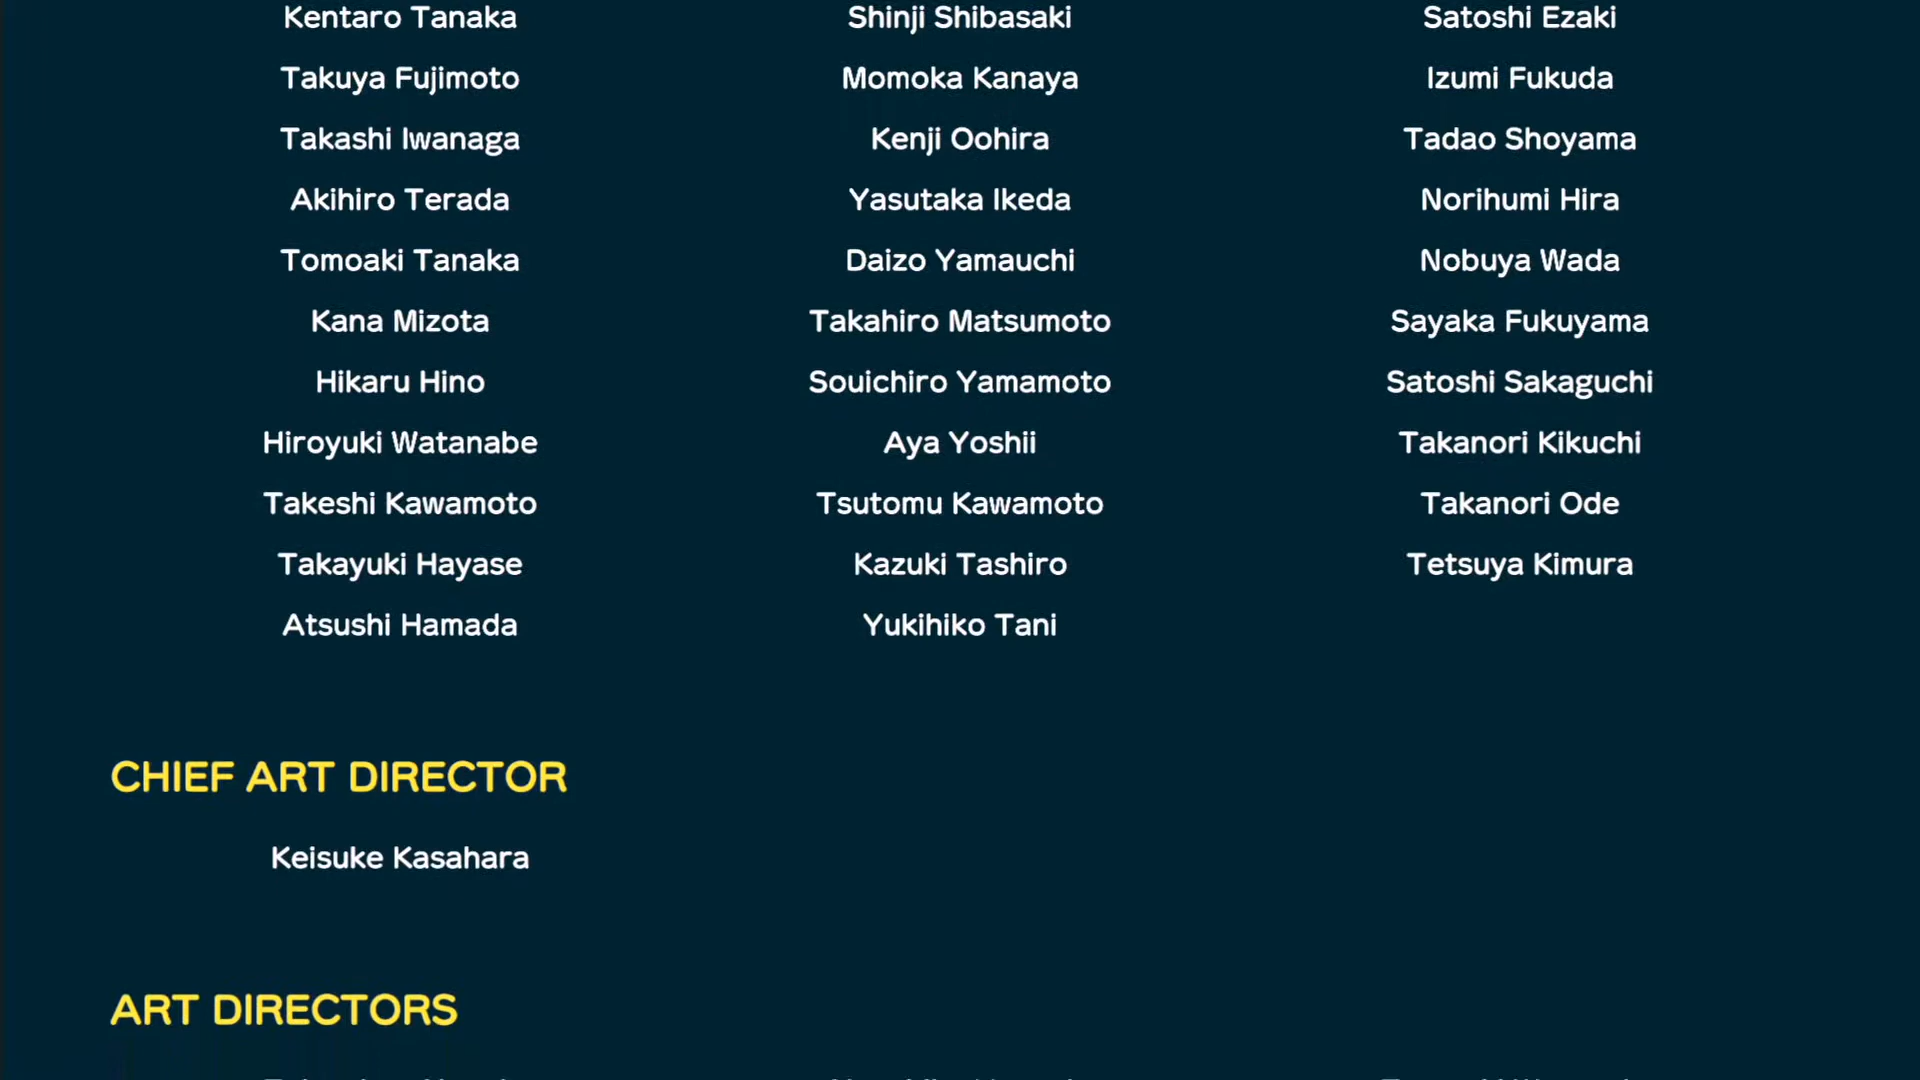 Kentaro Tanaka Shinji Shibasaki Satoshi Ezaki
Takuya Fujimoto Momoka Kanaya Izumi Fukuda
Takashi Iwanaga Kenji Oohira Tadao Shoyama
Akihiro Terada Yasutaka Ikeda Norihumi Hira
Tomoaki Tanaka Daizo Yamauchi Nobuya Wada
Kana Mizota Takahiro Matsumoto Sayaka Fukuyama
Hikaru Hino Souichiro Yamamoto Satoshi Sakaguchi
Hiroyuki Watanabe Aya Yoshii Takanori Kikuchi
Takeshi Kawamoto Tsutomu Kawamoto Takanori Ode
Takayuki Hayase Kazuki Tashiro Tetsuya Kimura
Atsushi Hamada Yukihiko Tani
CHIEF ART DIRECTOR
Keisuke Kasahara
ART DIRECTORS